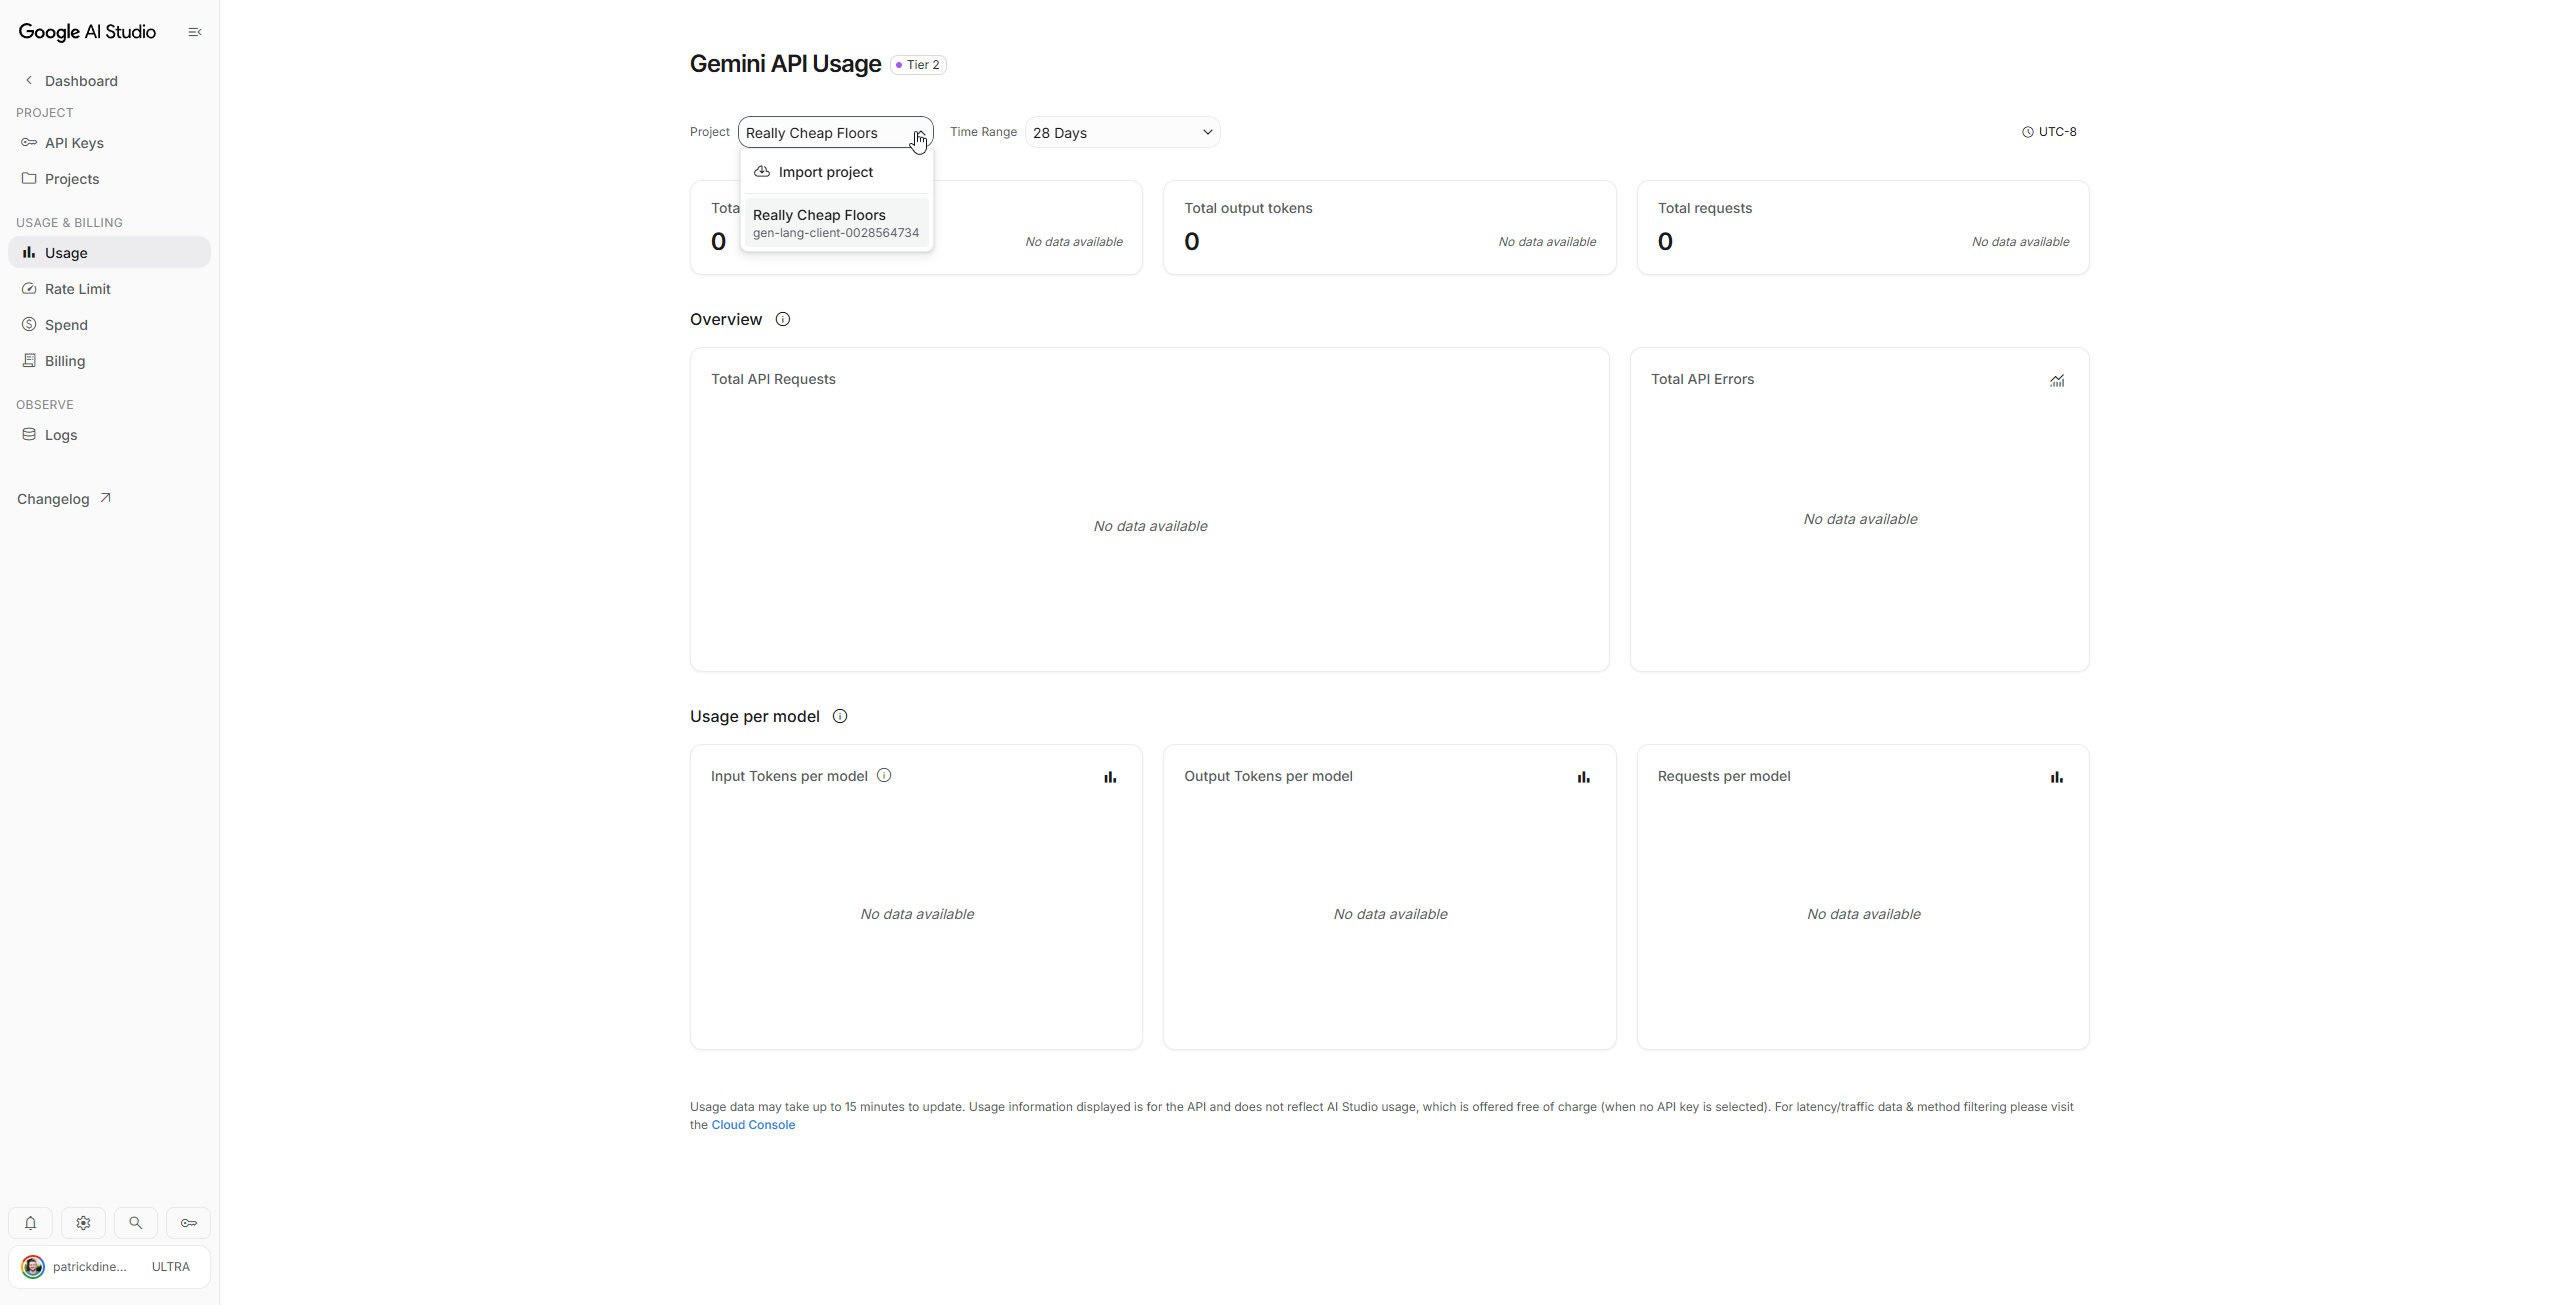 Google AI Studio
Dashboard
PROJECT
API Keys
Projects
USAGE & BILLING
Usage
Rate Limit
Spend
Billing
OBSERVE
Logs
Changelog
patrickdine...
ULTRA
Gemini API Usage
Tier 2
Project
Really Cheap Floors
Time Range
28 Days
UTC-8
Import project
Really Cheap Floors
gen-lang-client-0028564734
0
No data available
Total output tokens
0
No data available
Total requests
0
No data available
Overview
Total API Requests
No data available
Total API Errors
No data available
Usage per model
Input Tokens per model
No data available
Output Tokens per model
No data available
Requests per model
No data available
Usage data may take up to 15 minutes to update. Usage information displayed is for the API and does not reflect AI Studio usage, which is offered free of charge (when no API key is selected). For latency/traffic data & method filtering please visit
the Cloud Console